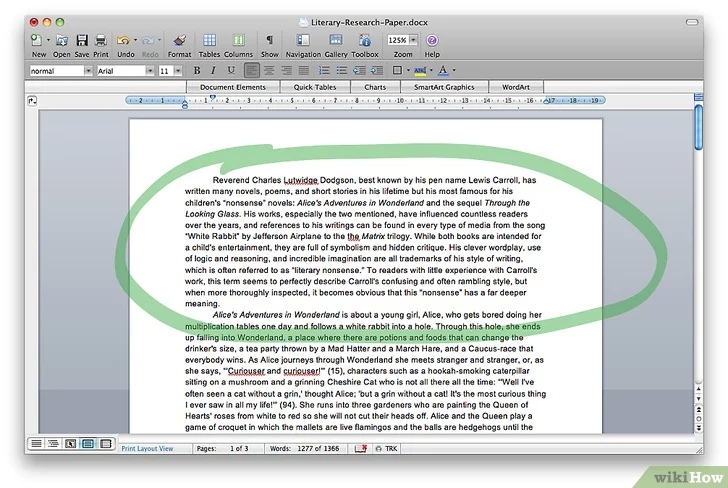 Literary-Research-Paper.docx
New Open Save Print Undo Redo Format Tables Columns Show Navigation Gallery Toolbox Zoom Help
125%
normal Arial 11 B I U
Document Elements Quick Tables Charts SmartArt Graphics WordArt
Reverend Charles Lutwidge Dodgson, best known by his pen name Lewis Carroll, has
written many novels, poems, and short stories in his lifetime but his most famous for his
children's "nonsense" novels: Alice's Adventures in Wonderland and the sequel Through the
Looking Glass. His works, especially the two mentioned, have influenced countless readers
over the years, and references to his writings can be found in every type of media from the song
"White Rabbit" by Jefferson Airplane to the the Matrix trilogy. While both books are intended for
a child's entertainment, they are full of symbolism and hidden critique. His clever wordplay, use
of logic and reasoning, and incredible imagination are all trademarks of his style of writing,
which is often referred to as "literary nonsense." To readers with little experience with Carroll's
work, this term seems to perfectly describe Carroll's confusing and often rambling style, but
when more thoroughly inspected, it becomes obvious that this "nonsense" has a far deeper
meaning.
Alice's Adventures in Wonderland is about a young girl, Alice, who gets bored doing her
multiplication tables one day and follows a white rabbit into a hole. Through this hole, she ends
up falling into Wonderland, a place where there are potions and foods that can change the
drinker's size, a tea party thrown by a Mad Hatter and a March Hare, and a Caucus-race that
everybody wins. As Alice journeys through Wonderland she meets stranger and stranger, or, as
she says, "'Curiouser and curiouser!'" (15), characters such as a hookah-smoking caterpillar
sitting on a mushroom and a grinning Cheshire Cat who is not all there all the time: "'Well I've
often seen a cat without a grin,' thought Alice; 'but a grin without a cat! It's the most curious thing
I ever saw in all my life!'" (94). She runs into three gardeners who are painting the Queen of
Hearts' roses from white to red so she will not cut their heads off. Alice and the Queen play a
game of croquet in which the mallets are live flamingos and the balls are hedgehogs until the
Print Layout View Pages: 1 of 3 Words: 1277 of 1366 TRK
wikiHow